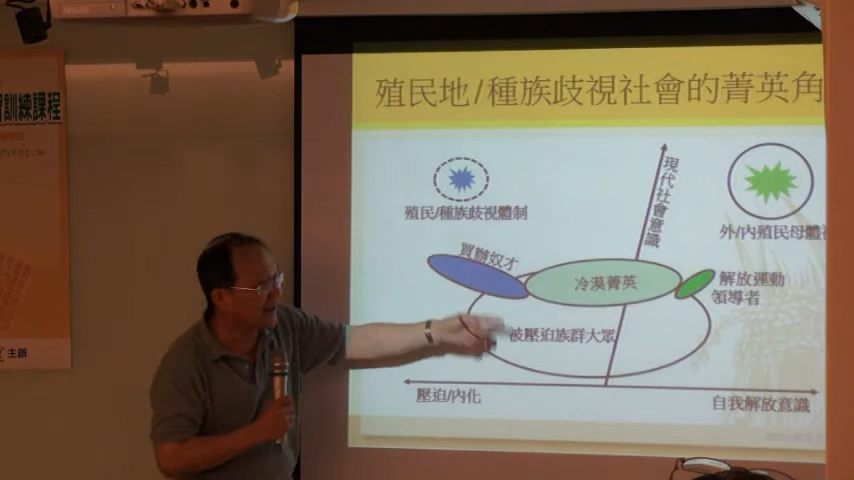 訓練課程
主辦
殖民地/種族歧視社會的菁英角
現代社會意識
殖民/種族歧視體制
外/內殖民母體
買辦奴才
冷漠菁英
解放運動
領導者
被壓迫族群大眾
壓迫/內化
自我解放意識